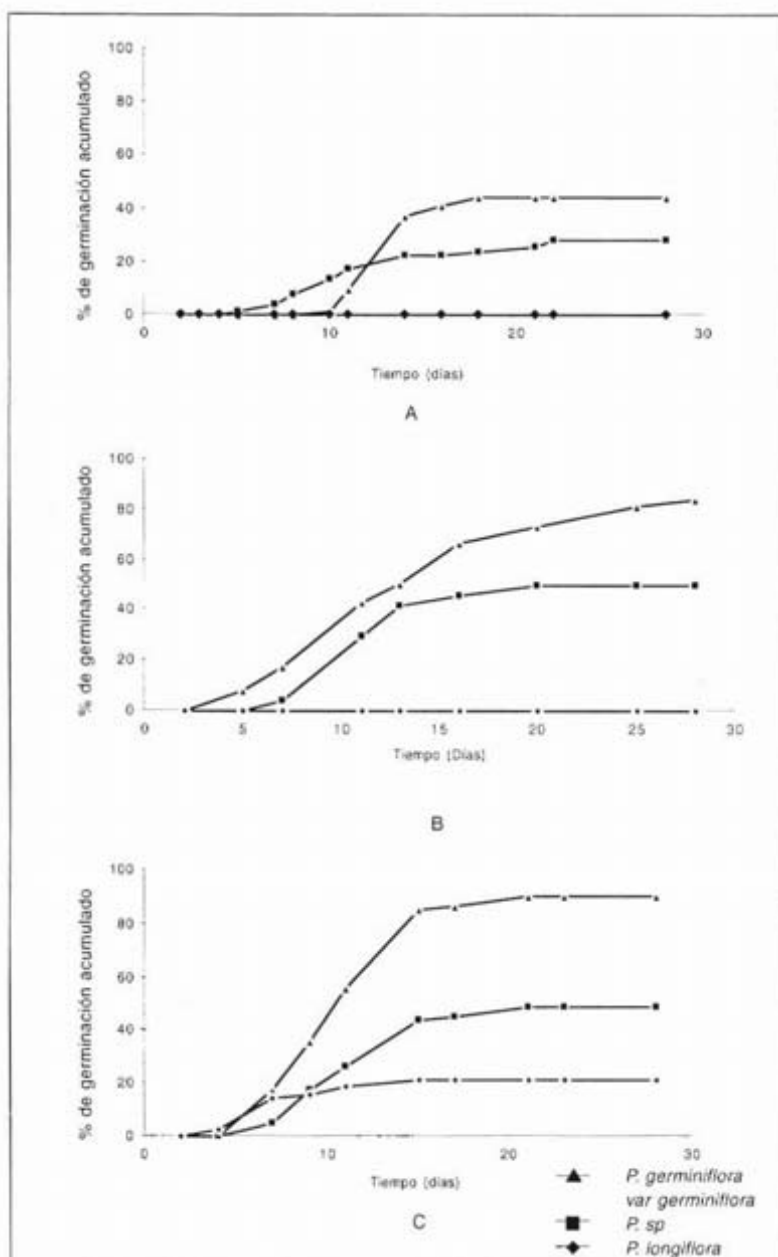 100
80
60
40
20
0
% de germinación acumulado
0 10 20 30
Tiempo (días)
A
100
80
60
40
20
0
% de germinación acumulado
0 5 10 15 20 25 30
Tiempo (Días)
B
100
80
60
40
20
0
% de germinación acumulado
0 10 20 30
Tiempo (días)
C
P. germiniflora
var germiniflora
P. sp
P. longiflora